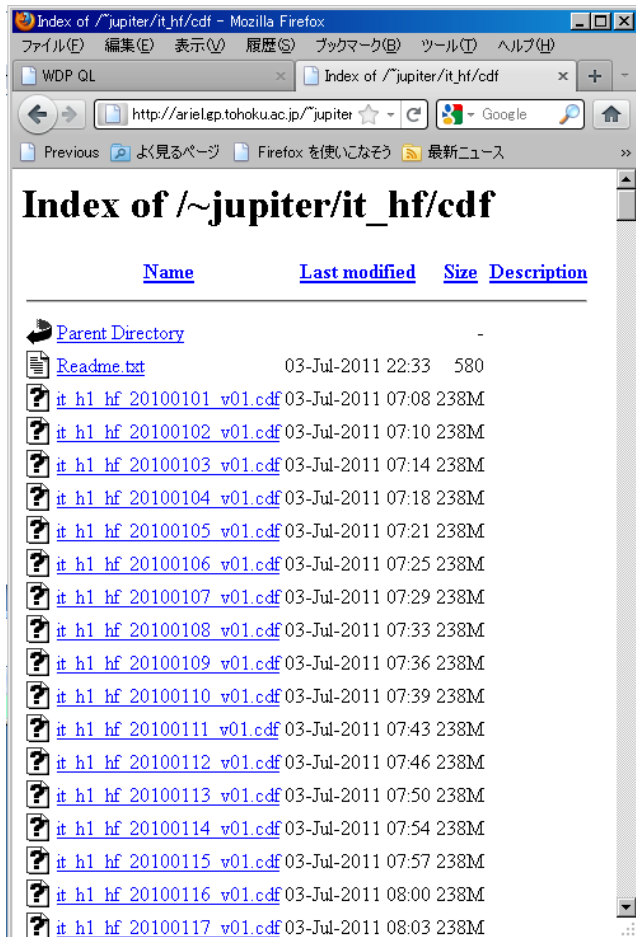 Index of /~jupiter/it_hf/cdf - Mozilla Firefox
ファイル(F) 編集(E) 表示(V) 履歴(S) ブックマーク(B) ツール(T) ヘルプ(H)
WDP QL × Index of /~jupiter/it_hf/cdf × +
http://ariel.gp.tohoku.ac.jp/~jupiter Google
Previous よく見るページ Firefox を使いこなそう 最新ニュース »
Index of /~jupiter/it_hf/cdf
Name Last modified Size Description
Parent Directory -
Readme.txt 03-Jul-2011 22:33 580
it_h1_hf_20100101_v01.cdf 03-Jul-2011 07:08 238M
it_h1_hf_20100102_v01.cdf 03-Jul-2011 07:10 238M
it_h1_hf_20100103_v01.cdf 03-Jul-2011 07:14 238M
it_h1_hf_20100104_v01.cdf 03-Jul-2011 07:18 238M
it_h1_hf_20100105_v01.cdf 03-Jul-2011 07:21 238M
it_h1_hf_20100106_v01.cdf 03-Jul-2011 07:25 238M
it_h1_hf_20100107_v01.cdf 03-Jul-2011 07:29 238M
it_h1_hf_20100108_v01.cdf 03-Jul-2011 07:33 238M
it_h1_hf_20100109_v01.cdf 03-Jul-2011 07:36 238M
it_h1_hf_20100110_v01.cdf 03-Jul-2011 07:39 238M
it_h1_hf_20100111_v01.cdf 03-Jul-2011 07:43 238M
it_h1_hf_20100112_v01.cdf 03-Jul-2011 07:46 238M
it_h1_hf_20100113_v01.cdf 03-Jul-2011 07:50 238M
it_h1_hf_20100114_v01.cdf 03-Jul-2011 07:54 238M
it_h1_hf_20100115_v01.cdf 03-Jul-2011 07:57 238M
it_h1_hf_20100116_v01.cdf 03-Jul-2011 08:00 238M
it_h1_hf_20100117_v01.cdf 03-Jul-2011 08:03 238M